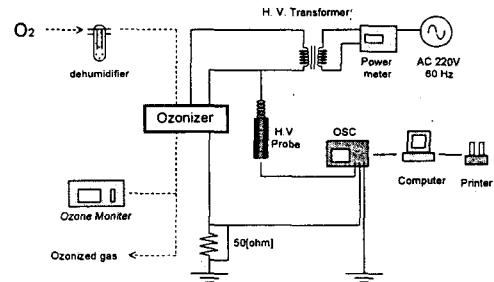 H. V. Transformer
O2
dehumidifier
Power
meter
AC 220V
60 Hz
Ozonizer
H.V
Probe
OSC
Computer
Printer
Ozone Moniter
50[ohm]
Ozonized gas